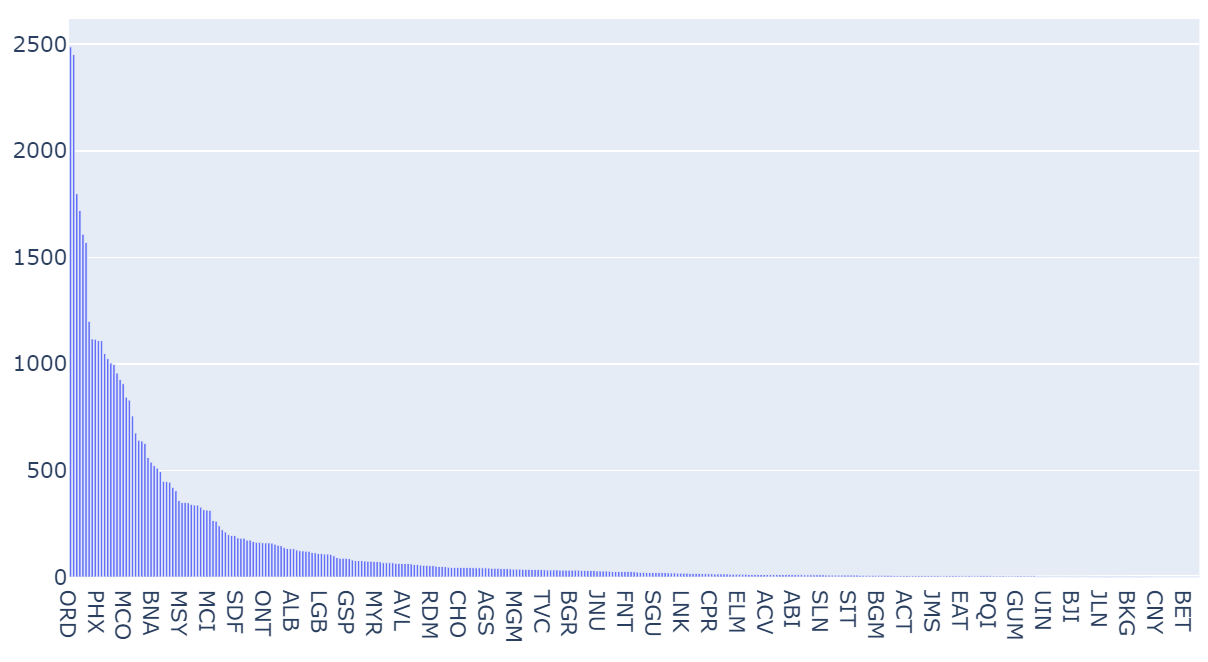 2500
2000
1500
1000
500
0
ORD
PHX
MCO
BNA
MSY
MCI
SDF
ONT
ALB
LGB
GSP
MYR
AVL
RDM
CHO
AGS
MGM
TVC
BGR
JNU
FNT
SGU
LNK
CPR
ELM
ACV
ABI
SLN
SIT
BGM
ACT
JMS
EAT
PQI
GUM
UIN
BJI
JLN
BKG
CNY
BET